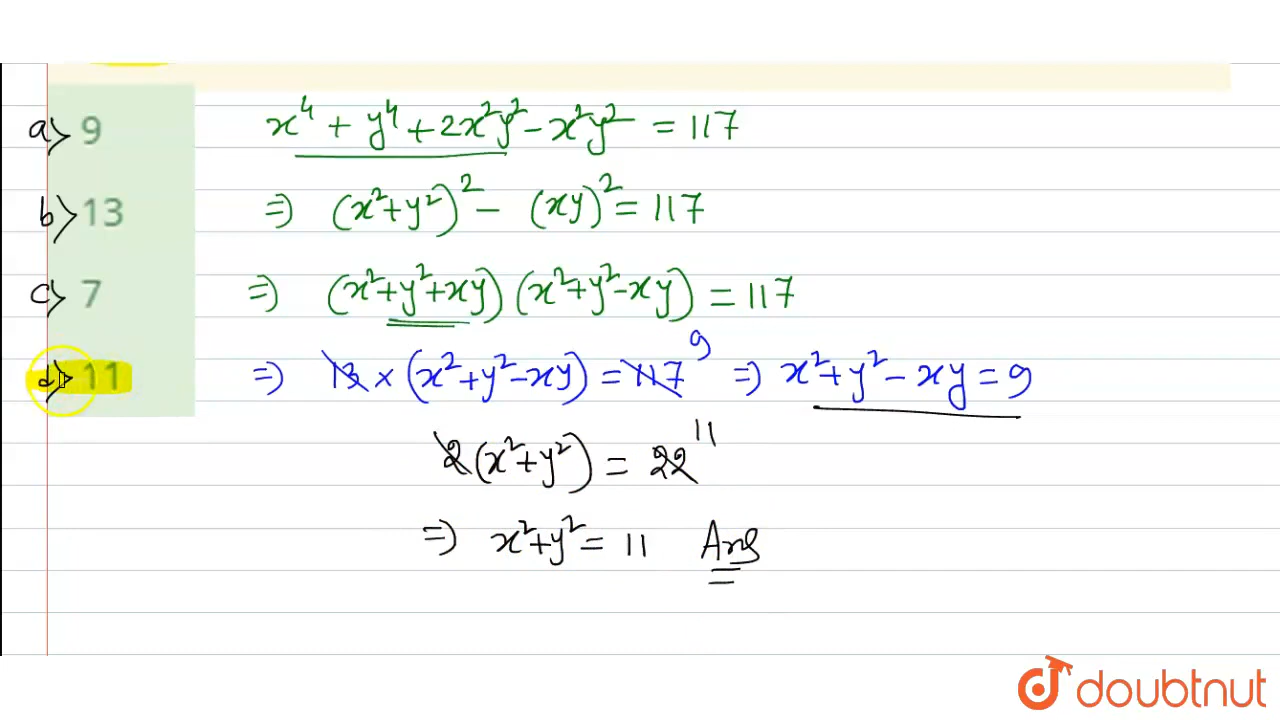 a) 9
x⁴ + y⁴ + 2x²y² - x²y² = 117
b) 13
⇒ (x²+y²)² - (xy)² = 117
c) 7
⇒ (x²+y²+xy) (x²+y²-xy) = 117
d) 11
⇒ 13 × (x²+y²-xy) = 117 9 ⇒ x²+y²-xy = 9
2(x²+y²) = 22 11
⇒ x²+y² = 11 Ans
doubtnut